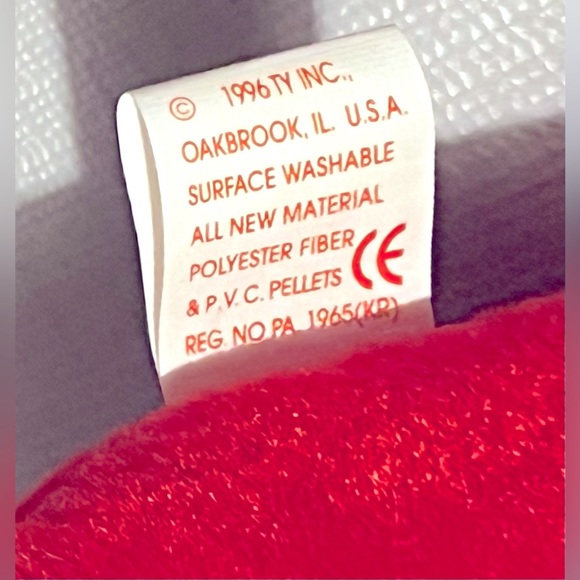 © 1996 TY INC.,
OAKBROOK, IL. U.S.A.
SURFACE WASHABLE
ALL NEW MATERIAL
POLYESTER FIBER
& P.V.C. PELLETS CE
REG. NO PA. 1965(KR)